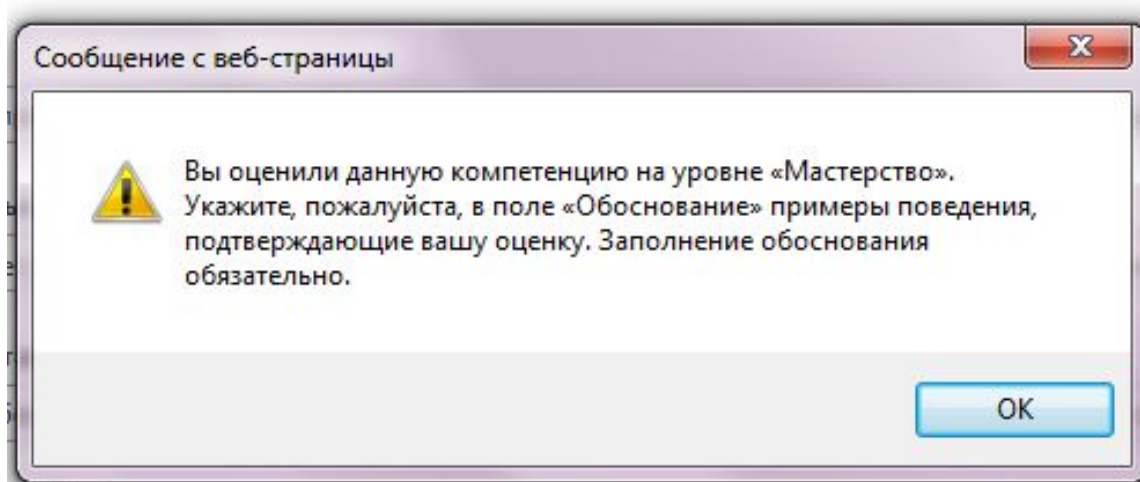 Сообщение с веб-страницы
Вы оценили данную компетенцию на уровне «Мастерство».
Укажите, пожалуйста, в поле «Обоснование» примеры поведения,
подтверждающие вашу оценку. Заполнение обоснования
обязательно.
OK